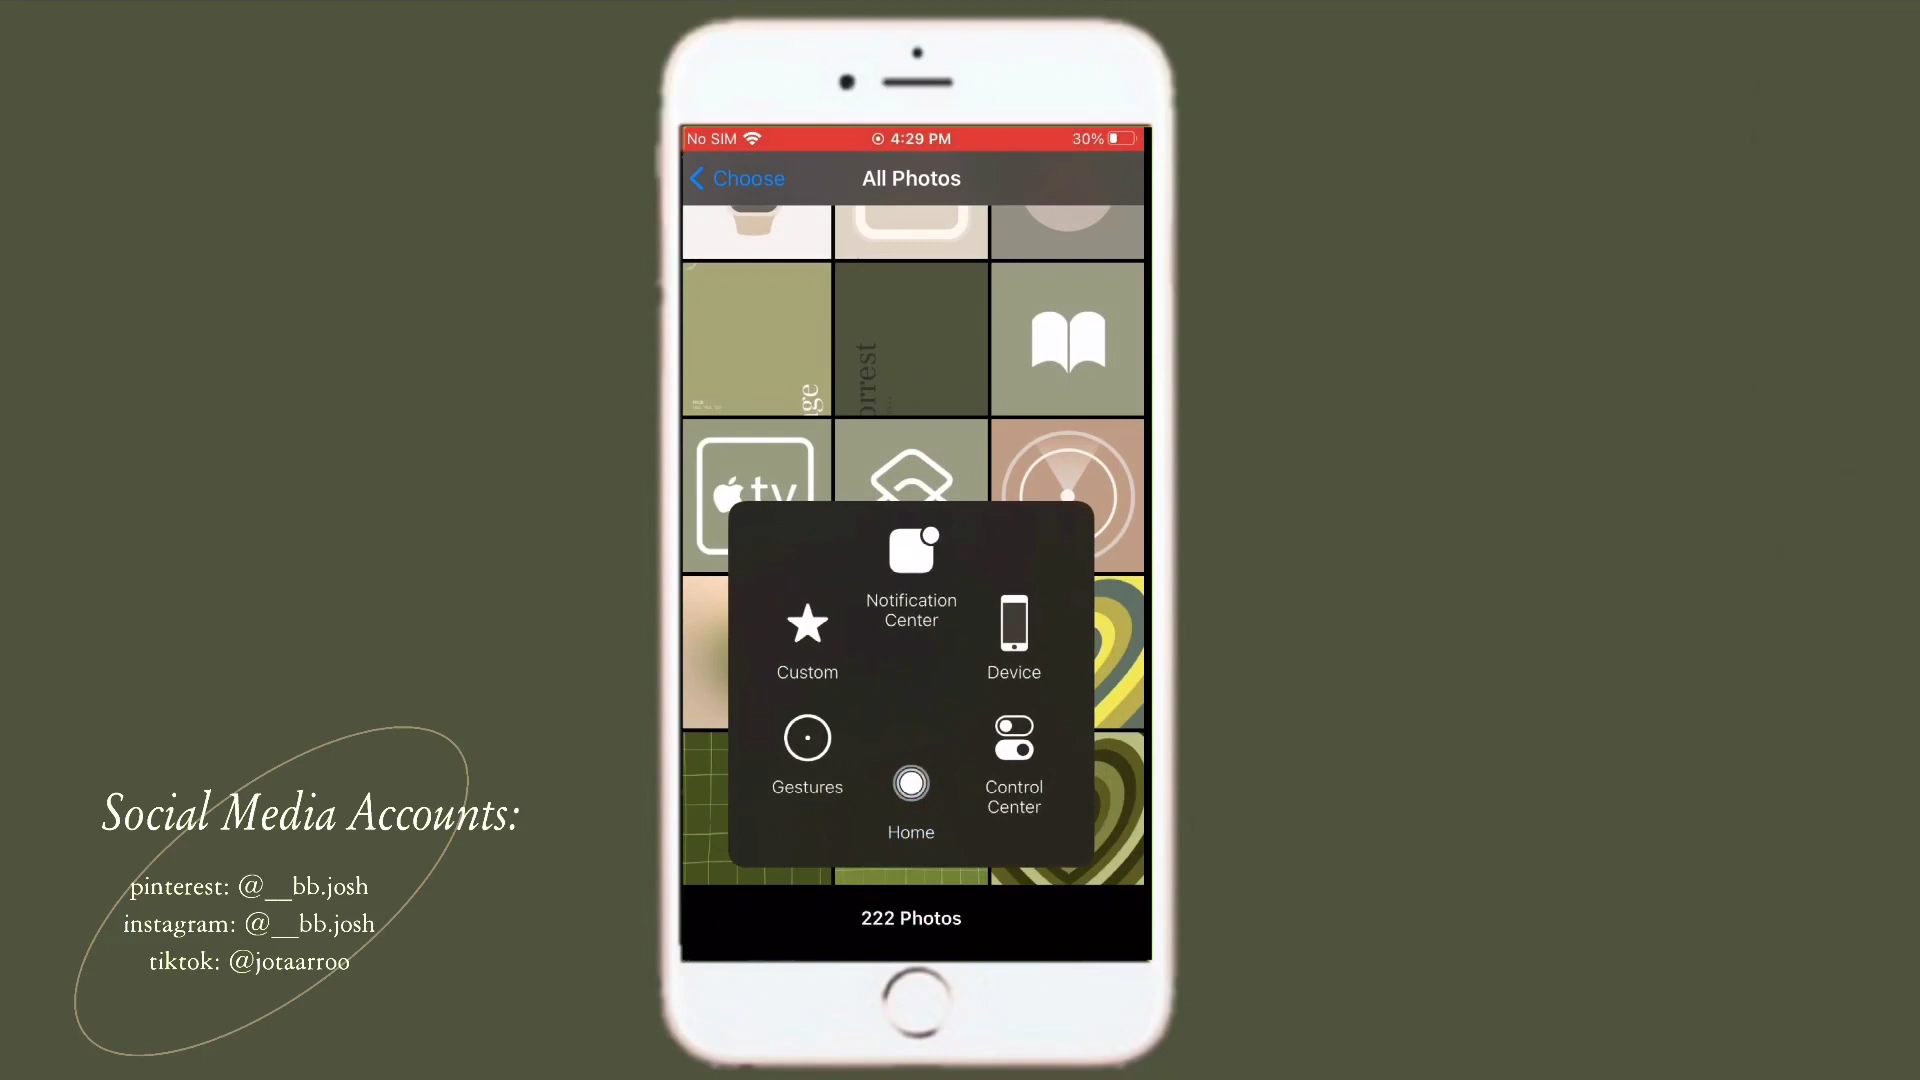 No SIM 4:29 PM 30%
Choose All Photos
ge
orrest
tv
Notification
Center
Custom
Device
Gestures
Control
Center
Home
222 Photos
Social Media Accounts:
pinterest: @__bb.josh
instagram: @__bb.josh
tiktok: @jotaarroo